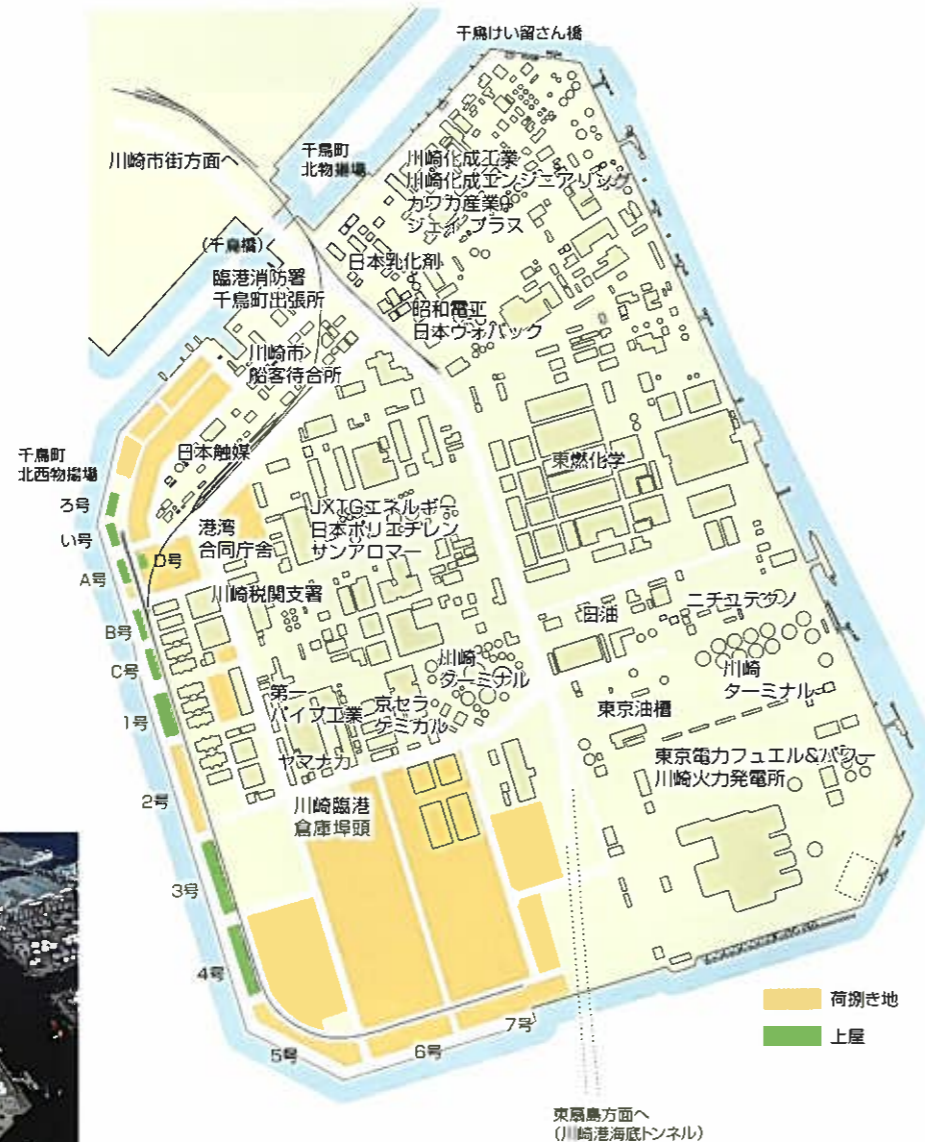 千鳥けい留さん橋
川崎市街方面へ
千鳥町
北物揚場
川崎化成工業
川崎化成エンジニアリング
カワカ産業
ジェイ プラス
(千鳥橋)
日本乳化剤
臨港消防署
千鳥町出張所
昭和電工
日本ヴォパック
川崎市
船客待合所
千鳥町
北西物揚場
日本触媒
東燃化学
ろ号
い号
A号
D号
港湾
合同庁舎
JXTGエネルギー
日本ポリエチレン
サンアロマー
川崎税関支署
B号
C号
1号
日油
ニチユテクノ
川崎
ターミナル
川崎
ターミナル
第一
パイプ工業
京セラ
ケミカル
東京油槽
ヤマナカ
東京電力フュエル&パワー
川崎火力発電所
2号
川崎臨港
倉庫埠頭
3号
4号
5号
6号
7号
荷捌き地
上屋
東扇島方面へ
(川崎港海底トンネル)